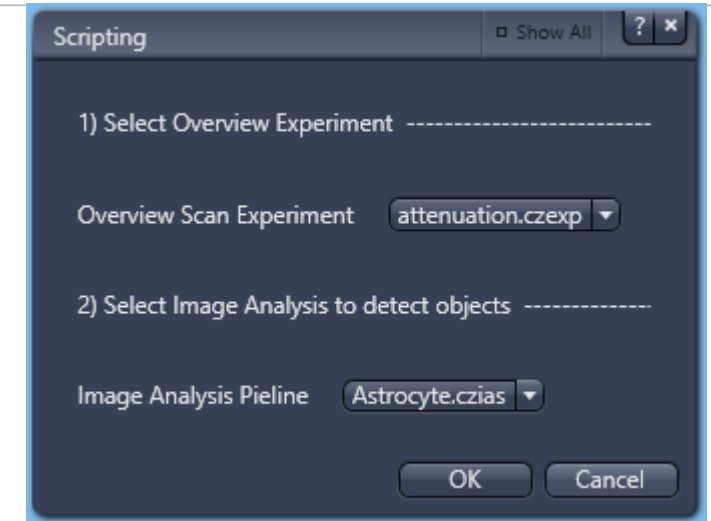 Scripting Show All ? ×
1) Select Overview Experiment --------------------------
Overview Scan Experiment attenuation.czexp
2) Select Image Analysis to detect objects -------------
Image Analysis Pieline Astrocyte.czias
OK Cancel